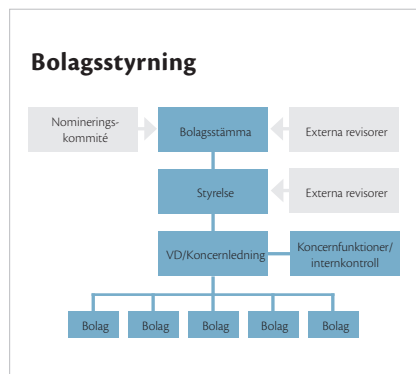 Bolagsstyrning
Nominerings-
kommité
Bolagsstämma
Externa revisorer
Styrelse
Externa revisorer
VD/Koncernledning
Koncernfunktioner/
internkontroll
Bolag
Bolag
Bolag
Bolag
Bolag